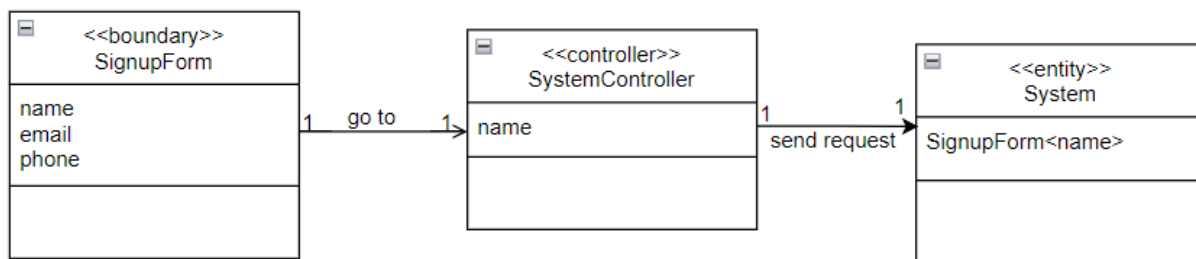 <<boundary>>
SignupForm
name
email
phone
1
go to
1
<<controller>>
SystemController
name
1
send request
1
<<entity>>
System
SignupForm<name>